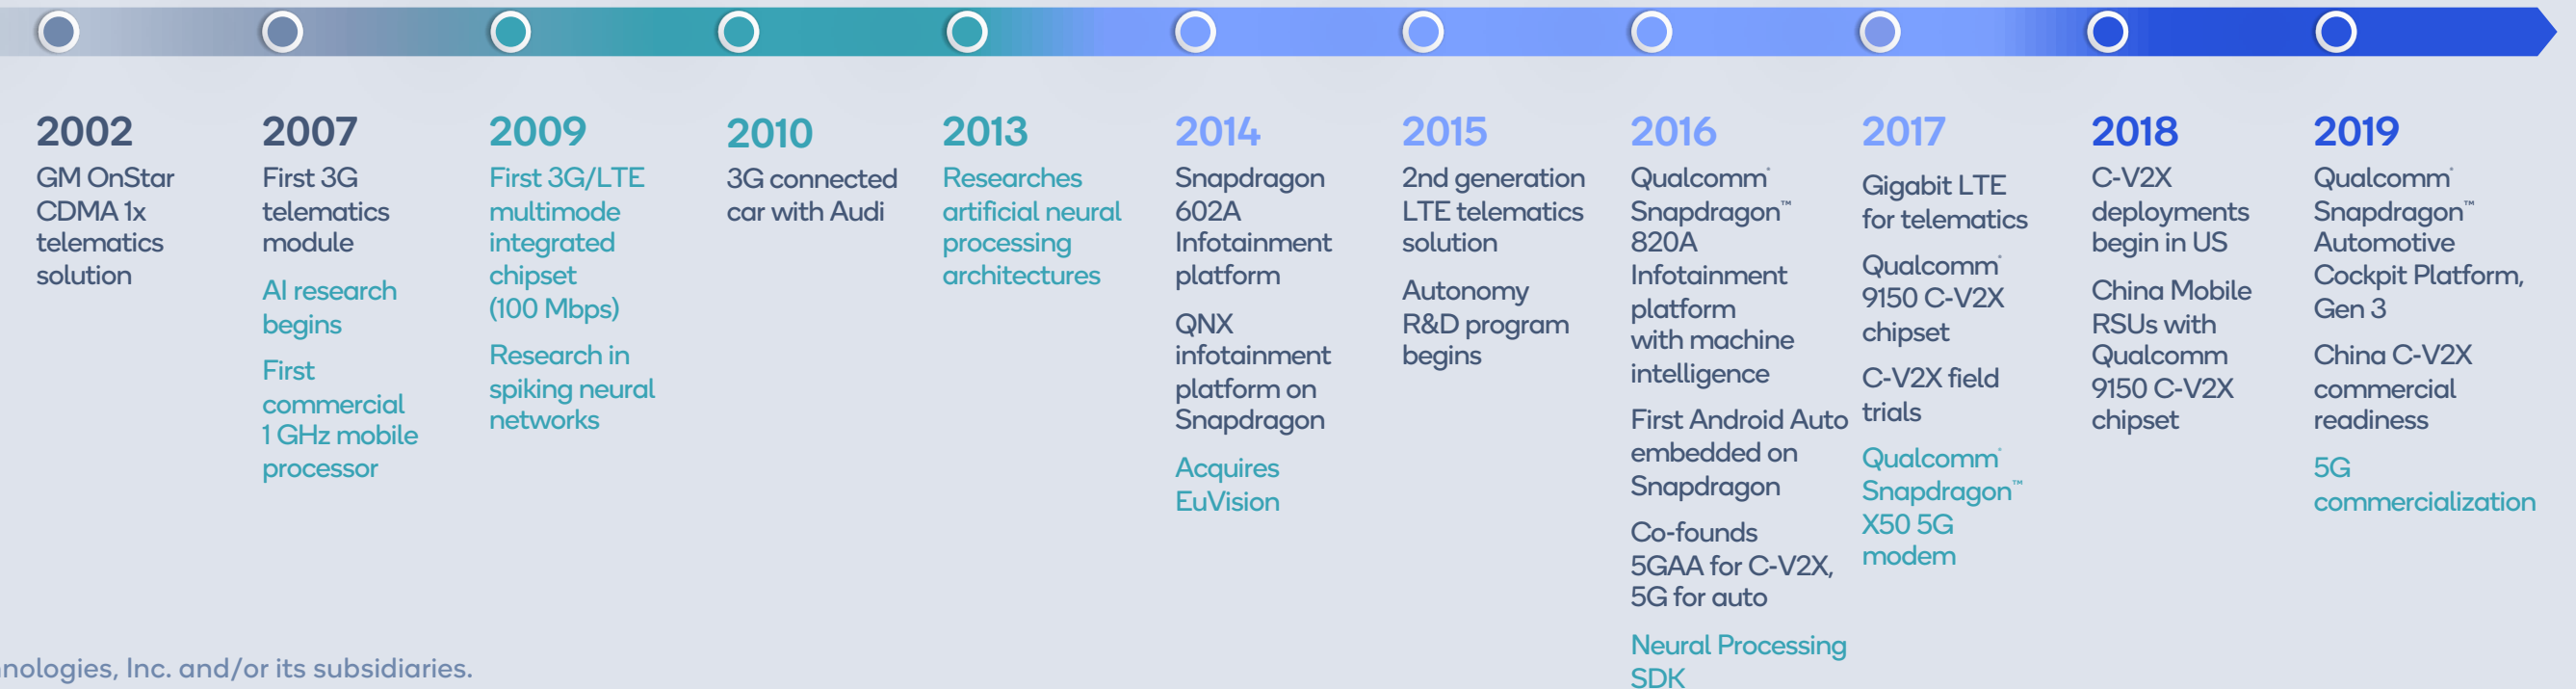 2002
GM OnStar
CDMA 1x
telematics
solution
2007
First 3G
telematics
module
AI research
begins
First
commercial
1 GHz mobile
processor
2009
First 3G/LTE
multimode
integrated
chipset
(100 Mbps)
Research in
spiking neural
networks
2010
3G connected
car with Audi
2013
Researches
artificial neural
processing
architectures
2014
Snapdragon
602A
Infotainment
platform
QNX
infotainment
platform on
Snapdragon
Acquires
EuVision
2015
2nd generation
LTE telematics
solution
Autonomy
R&D program
begins
2016
Qualcomm®
Snapdragon™
820A
Infotainment
platform
with machine
intelligence
First Android Auto
embedded on
Snapdragon
Co-founds
5GAA for C-V2X,
5G for auto
Neural Processing
SDK
2017
Gigabit LTE
for telematics
Qualcomm®
9150 C-V2X
chipset
C-V2X field
trials
Qualcomm®
Snapdragon™
X50 5G
modem
2018
C-V2X
deployments
begin in US
China Mobile
RSUs with
Qualcomm
9150 C-V2X
chipset
2019
Qualcomm®
Snapdragon™
Automotive
Cockpit Platform,
Gen 3
China C-V2X
commercial
readiness
5G
commercialization
nologies, Inc. and/or its subsidiaries.